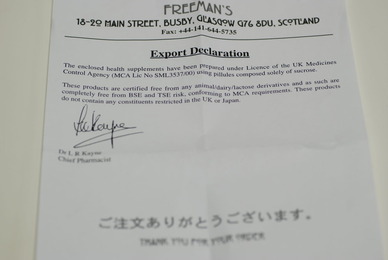 FREEMAN'S
18-20 MAIN STREET, BUSBY, GLASGOW G76 8DU, SCOTLAND
Fax: +44-141-644-5735
Export Declaration
The enclosed health supplements have been prepared under Licence of the UK Medicines
Control Agency (MCA Lic No SML3537/00) using pillules composed solely of sucrose.
These products are certified free from any animal/dairy/lactose derivatives and as such are
completely free from BSE and TSE risk, conforming to MCA requirements. These products
do not contain any constituents restricted in the UK or Japan.
Dr L R Kayne
Chief Pharmacist
ご注文ありがとうございます。
THANK YOU FOR YOUR ORDER